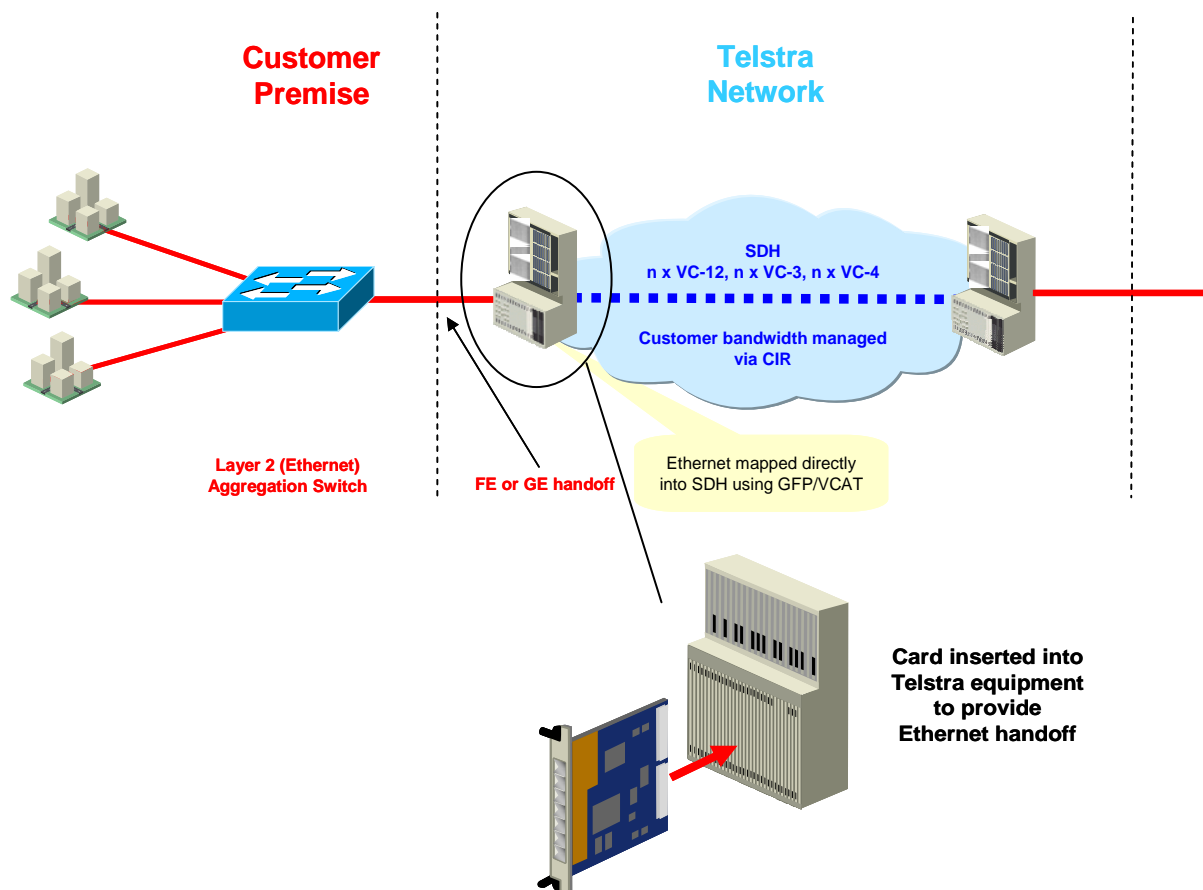 Customer
Premise
Telstra
Network
SDH
n x VC-12, n x VC-3, n x VC-4
Customer bandwidth managed
via CIR
Layer 2 (Ethernet)
Aggregation Switch
FE or GE handoff
Ethernet mapped directly
into SDH using GFP/VCAT
Card inserted into
Telstra equipment
to provide
Ethernet handoff